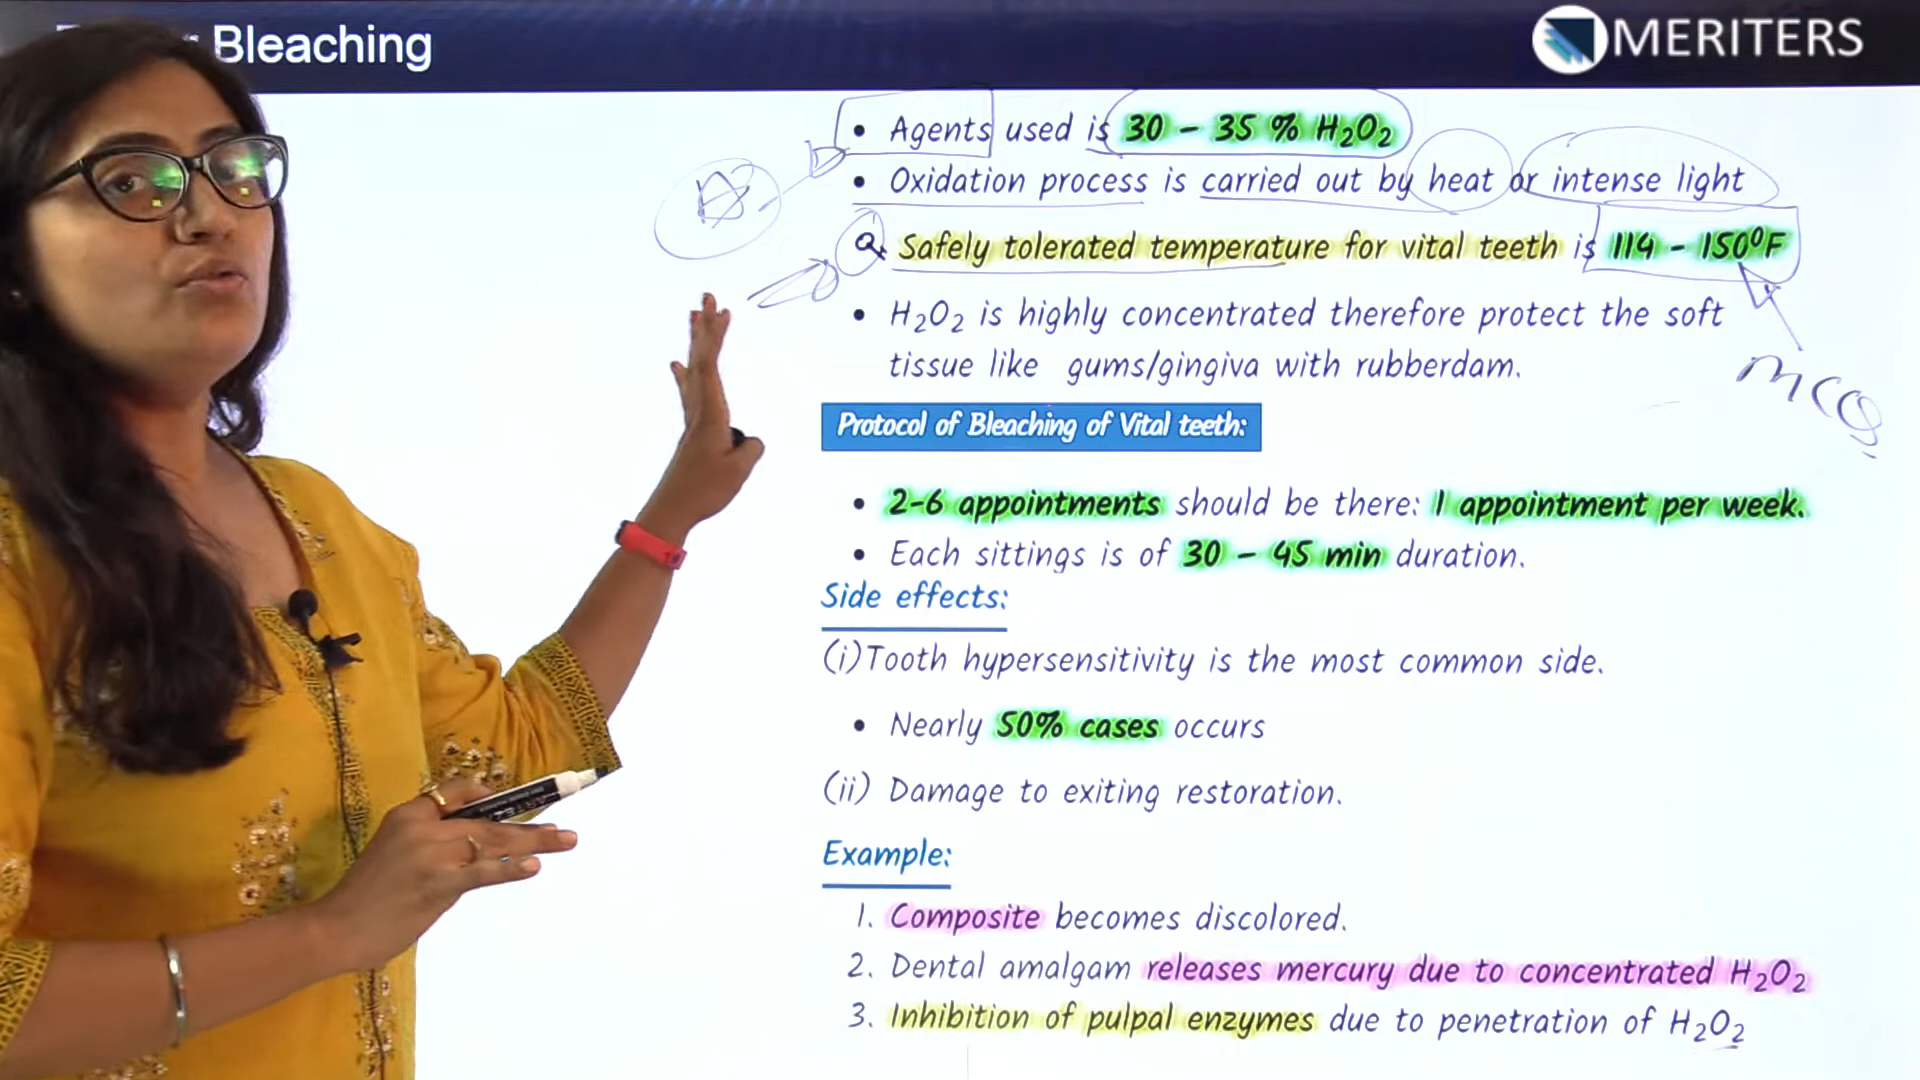 Bleaching
MERITERS
• Agents used is 30 – 35 % H₂O₂
• Oxidation process is carried out by heat or intense light
Q. Safely tolerated temperature for vital teeth is 114 – 150⁰F
• H₂O₂ is highly concentrated therefore protect the soft
tissue like gums/gingiva with rubberdam.
MCQ
Protocol of Bleaching of Vital teeth:
• 2-6 appointments should be there: 1 appointment per week.
• Each sittings is of 30 – 45 min duration.
Side effects:
(i)Tooth hypersensitivity is the most common side.
• Nearly 50% cases occurs
(ii) Damage to exiting restoration.
Example:
1. Composite becomes discolored.
2. Dental amalgam releases mercury due to concentrated H₂O₂
3. Inhibition of pulpal enzymes due to penetration of H₂O₂